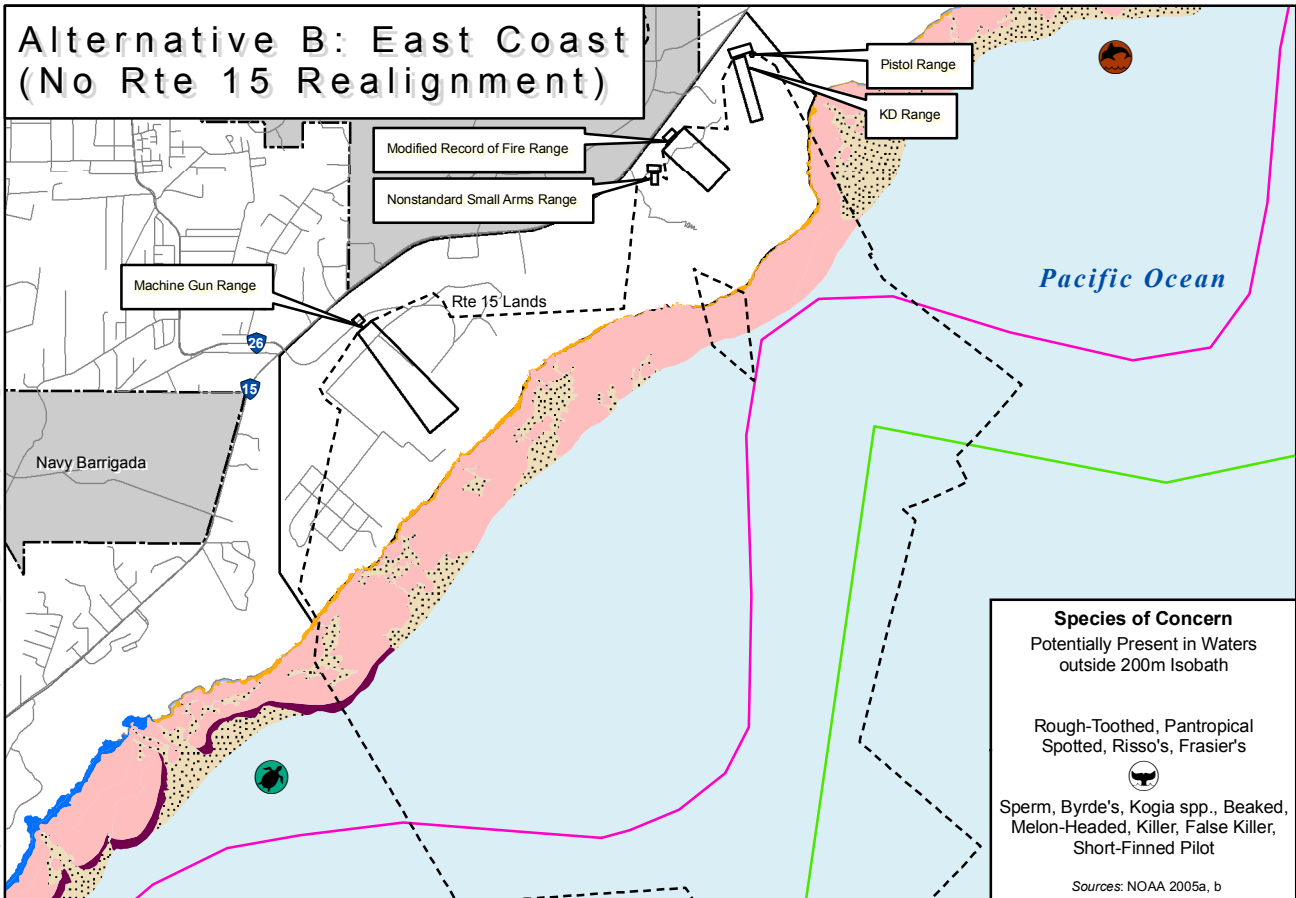 Alternative B: East Coast
(No Rte 15 Realignment)
Pistol Range
KD Range
Modified Record of Fire Range
Nonstandard Small Arms Range
Machine Gun Range
Rte 15 Lands
Pacific Ocean
26
15
Navy Barrigada
Species of Concern
Potentially Present in Waters
outside 200m Isobath
Rough-Toothed, Pantropical
Spotted, Risso's, Frasier's
Sperm, Byrde's, Kogia spp., Beaked,
Melon-Headed, Killer, False Killer,
Short-Finned Pilot
Sources: NOAA 2005a, b